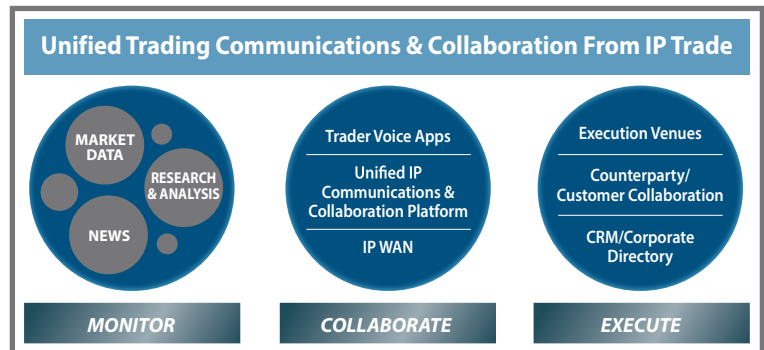 Unified Trading Communications & Collaboration From IP Trade
MARKET
DATA
RESEARCH
& ANALYSIS
NEWS
Trader Voice Apps
Unified IP
Communications &
Collaboration Platform
IP WAN
Execution Venues
Counterparty/
Customer Collaboration
CRM/Corporate
Directory
MONITOR
COLLABORATE
EXECUTE